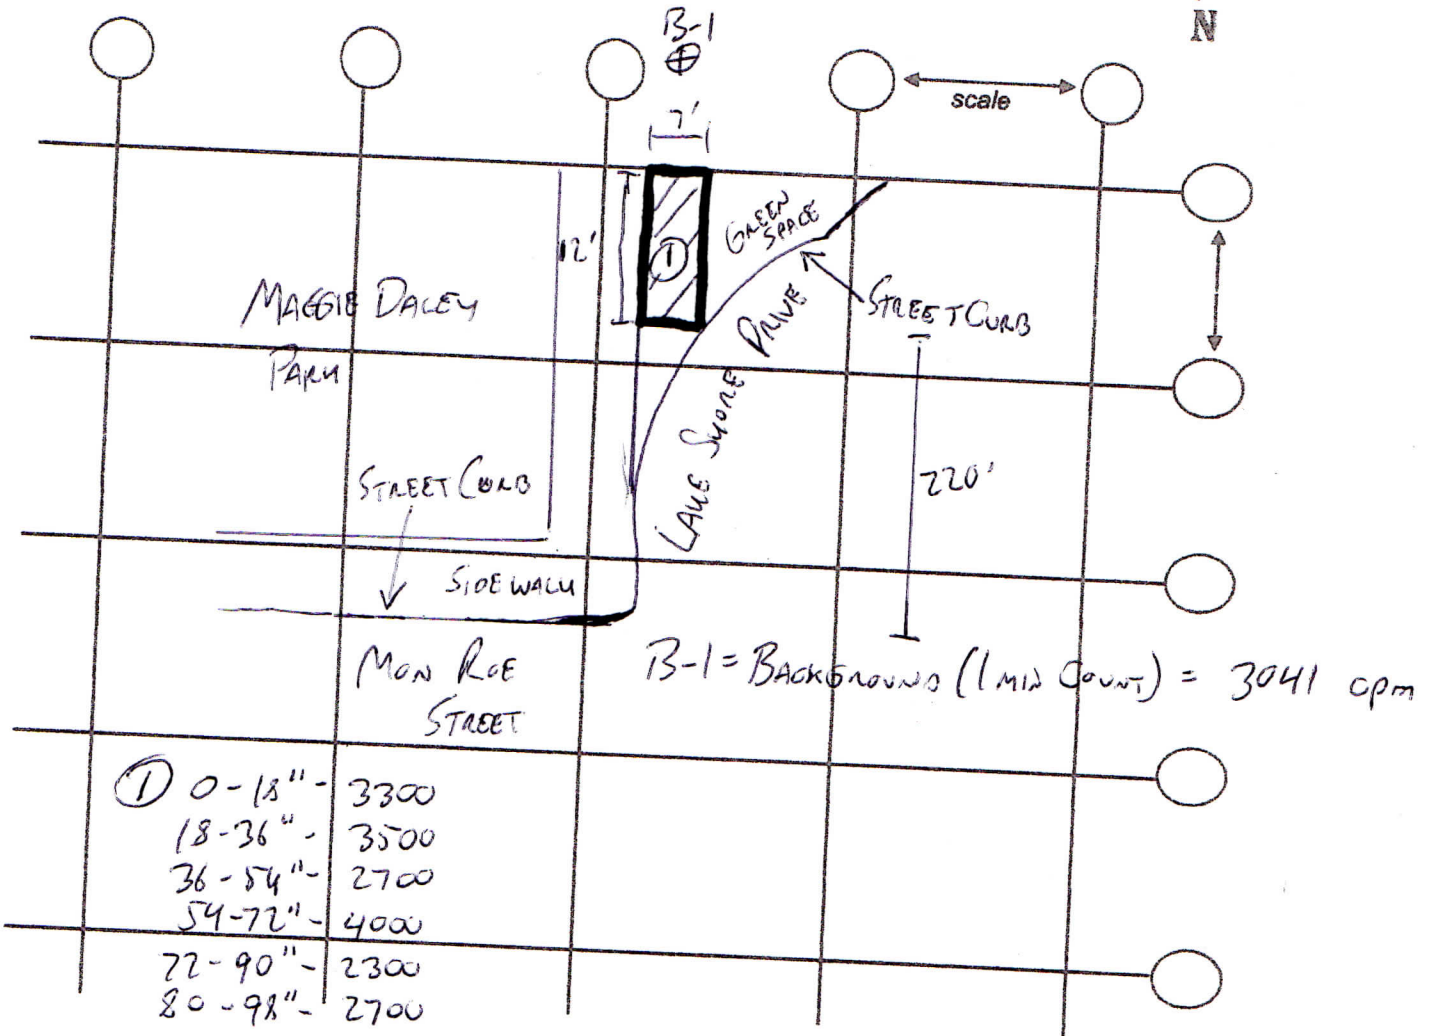 N
B-1
scale
7'
12'
1
GREEN
SPACE
MAGGIE DALEY
PARK
STREET CURB
LAKE SHORE DRIVE
220'
STREET CURB
SIDEWALK
MON ROE
STREET
B-1 = BACKGROUND (1 MIN COUNT) = 3041 cpm
1 0-18" - 3300
18-36" - 3500
36-54" - 2700
54-72" - 4000
72-90" - 2300
80-98" - 2700